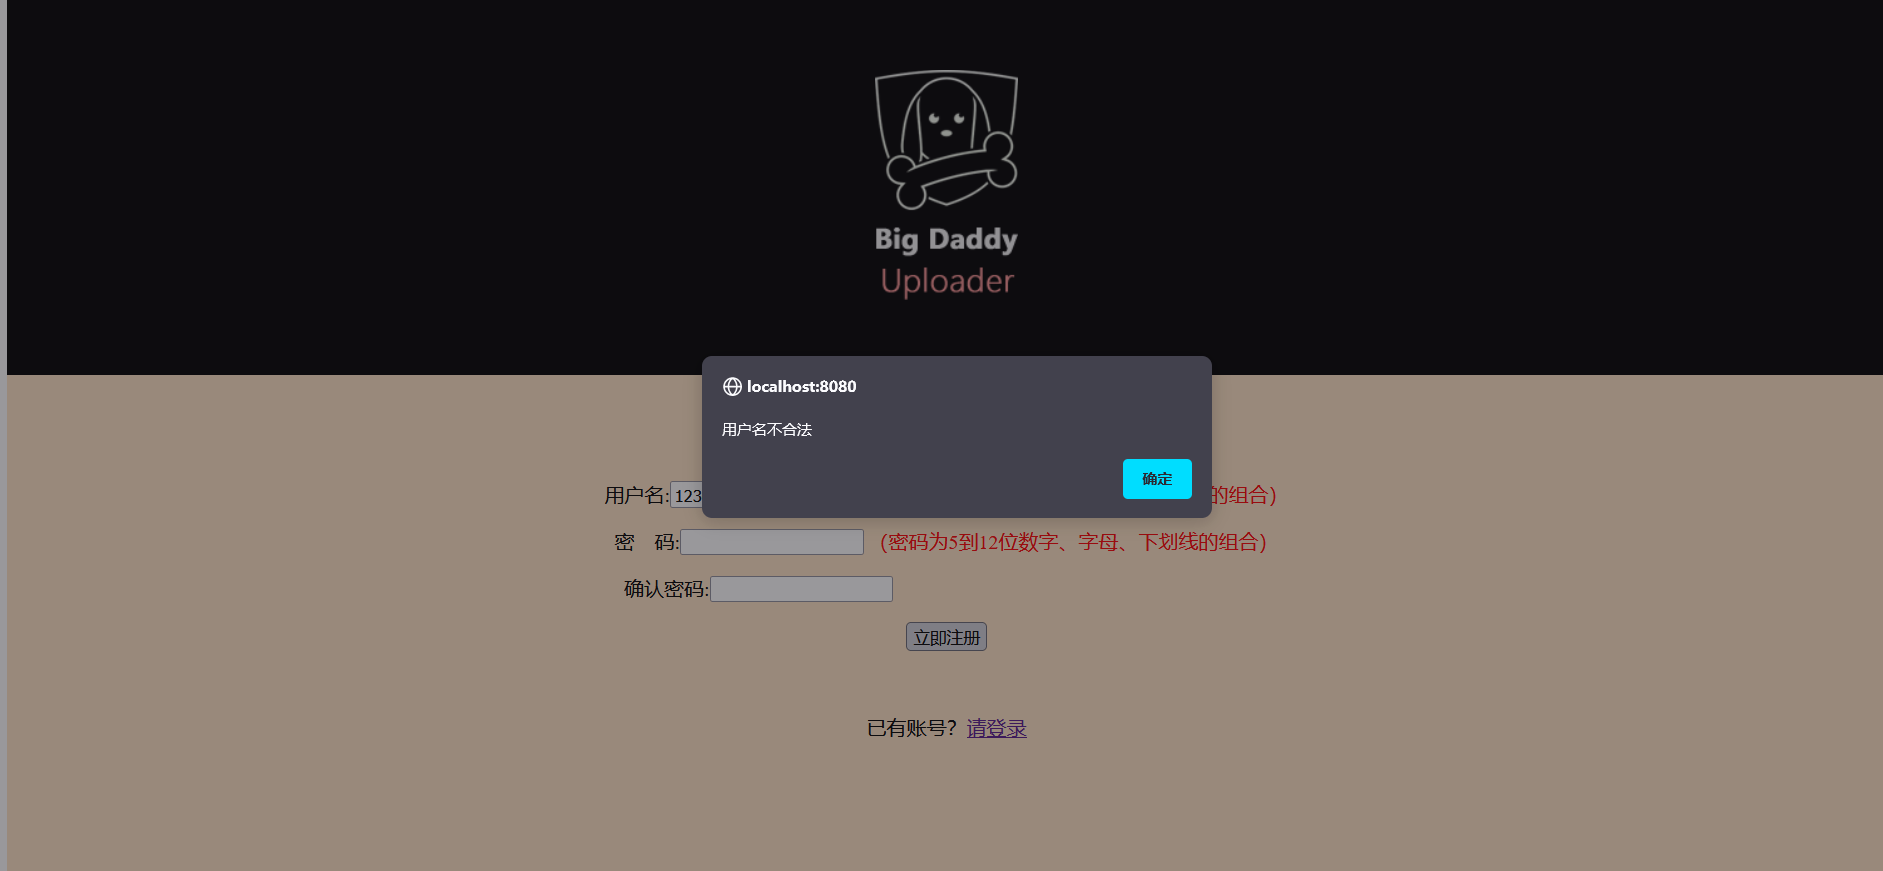 Big Daddy
Uploader
localhost:8080
用户名不合法
确定
用户名:123
的组合）
密 码:
（密码为5到12位数字、字母、下划线的组合）
确认密码:
立即注册
已有账号？请登录